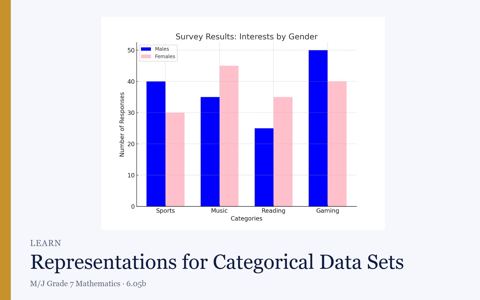 Survey Results: Interests by Gender
Males
Females
Number of Responses
50
40
30
20
10
0
Sports Music Reading Gaming
Categories
LEARN
Representations for Categorical Data Sets
M/J Grade 7 Mathematics · 6.05b